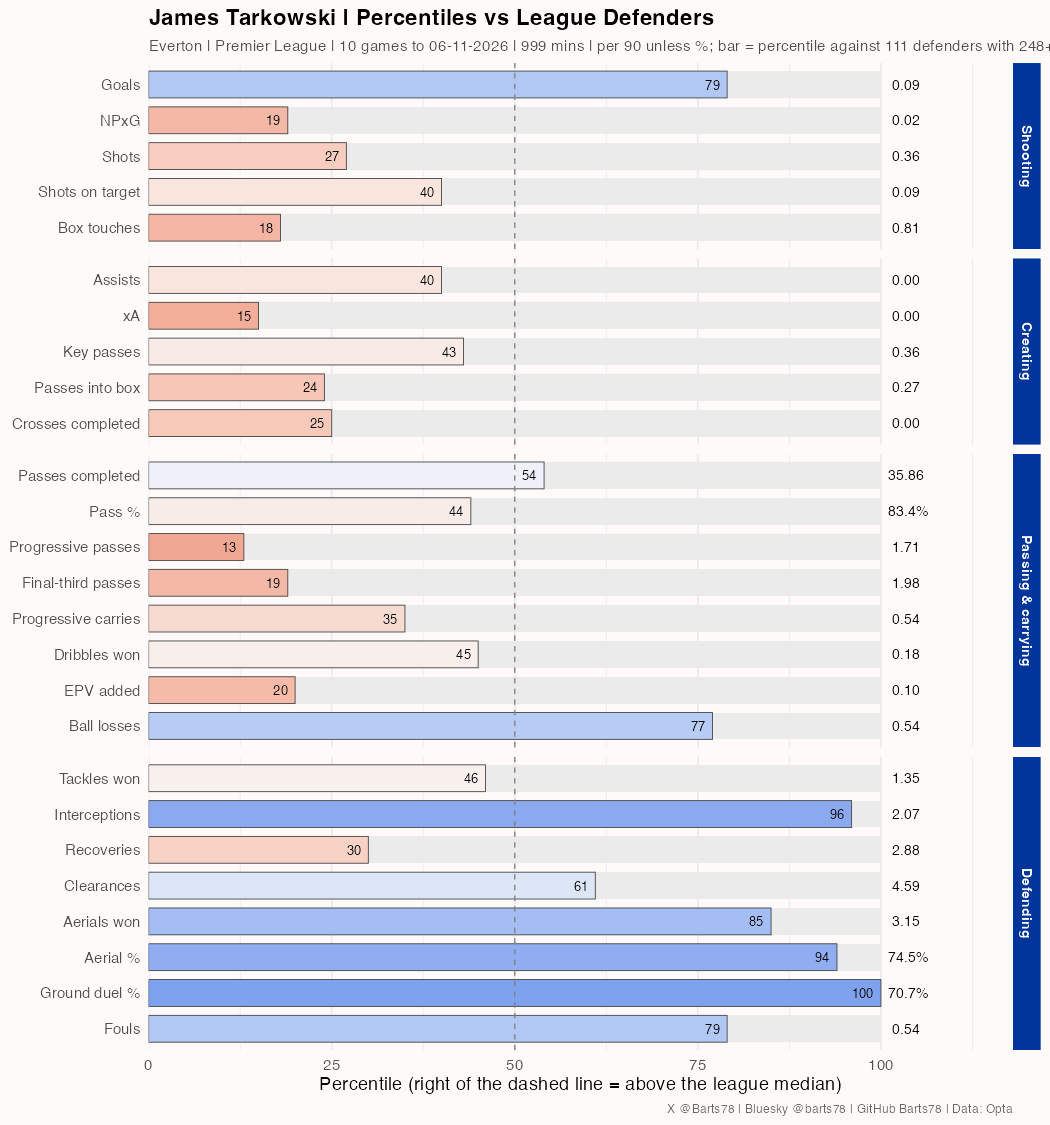 James Tarkowski | Percentiles vs League Defenders
Everton | Premier League | 10 games to 06-11-2026 | 999 mins | per 90 unless %; bar = percentile against 111 defenders with 248+
Goals 79 0.09
NPxG 19 0.02
Shots 27 0.36
Shots on target 40 0.09
Box touches 18 0.81
Shooting
Assists 40 0.00
xA 15 0.00
Key passes 43 0.36
Passes into box 24 0.27
Crosses completed 25 0.00
Creating
Passes completed 54 35.86
Pass % 44 83.4%
Progressive passes 13 1.71
Final-third passes 19 1.98
Progressive carries 35 0.54
Dribbles won 45 0.18
EPV added 20 0.10
Ball losses 77 0.54
Passing & carrying
Tackles won 46 1.35
Interceptions 96 2.07
Recoveries 30 2.88
Clearances 61 4.59
Aerials won 85 3.15
Aerial % 94 74.5%
Ground duel % 100 70.7%
Fouls 79 0.54
Defending
0 25 50 75 100
Percentile (right of the dashed line = above the league median)
X @Barts78 | Bluesky @barts78 | GitHub Barts78 | Data: Opta